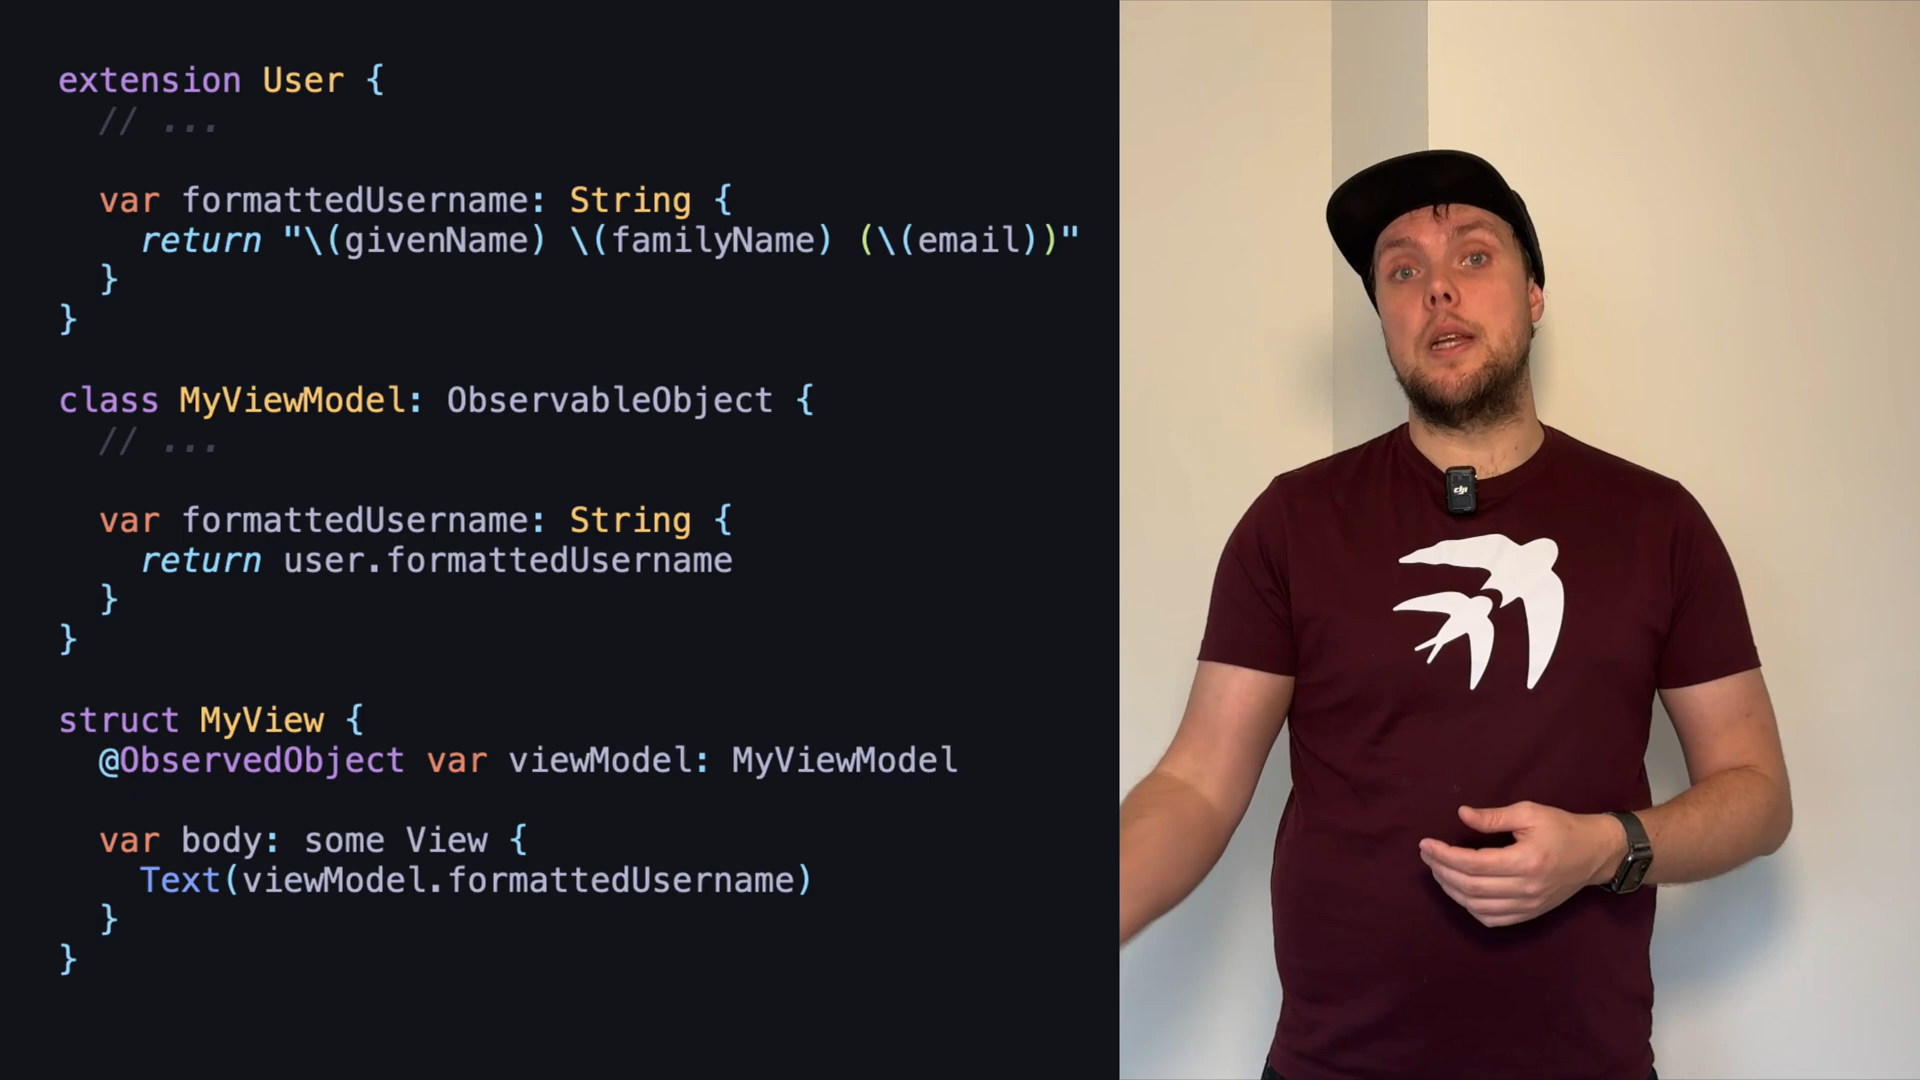 extension User {
  // ...

  var formattedUsername: String {
    return "\(givenName) \(familyName) (\(email))"
  }
}

class MyViewModel: ObservableObject {
  // ...

  var formattedUsername: String {
    return user.formattedUsername
  }
}

struct MyView {
  @ObservedObject var viewModel: MyViewModel

  var body: some View {
    Text(viewModel.formattedUsername)
  }
}
dji